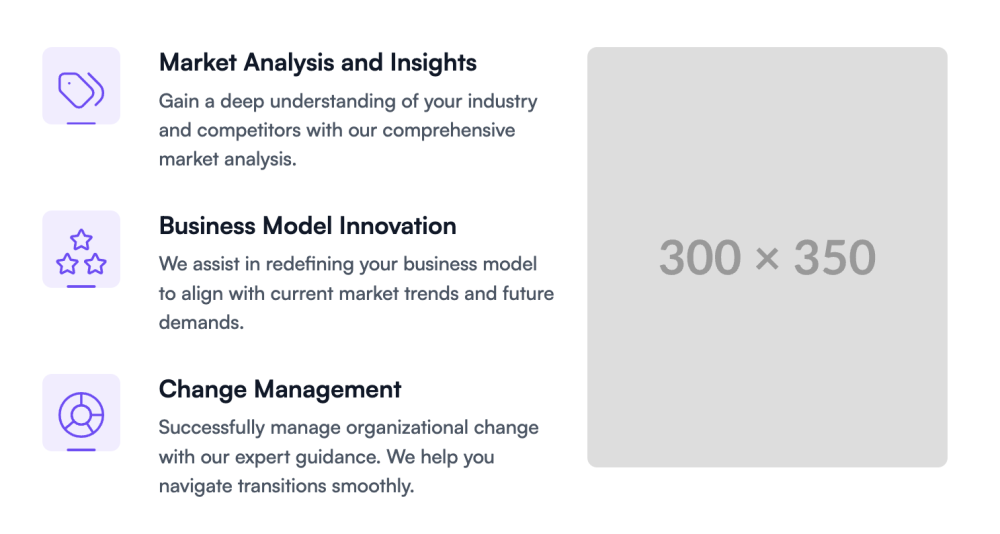 Market Analysis and Insights
Gain a deep understanding of your industry
and competitors with our comprehensive
market analysis.
Business Model Innovation
We assist in redefining your business model
to align with current market trends and future
demands.
Change Management
Successfully manage organizational change
with our expert guidance. We help you
navigate transitions smoothly.
300 × 350